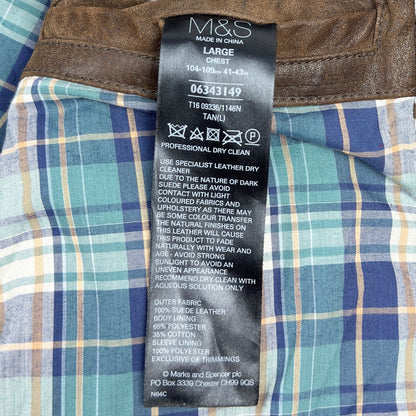 M&S
MADE IN CHINA
LARGE
CHEST
104-109cm 41-43in
06343149
T16 09336/1146N
TAN(L)
P
PROFESSIONAL DRY CLEAN
USE SPECIALIST LEATHER DRY
CLEANER
DUE TO THE NATURE OF DARK
SUEDE PLEASE AVOID
CONTACT WITH LIGHT
COLOURED FABRICS AND
UPHOLSTERY AS THERE MAY
BE SOME COLOUR TRANSFER
THE NATURAL FINISHES ON
THIS LEATHER WILL CAUSE
THIS PRODUCT TO FADE
NATURALLY WITH WEAR AND
AGE- AVOID STRONG
SUNLIGHT TO AVOID AN
UNEVEN APPEARANCE
RECOMMEND DRY CLEAN WITH
AQUEOUS SOLUTION ONLY
OUTER FABRIC
100% SUEDE LEATHER
BODY LINING
65% POLYESTER
35% COTTON
SLEEVE LINING
100% POLYESTER
EXCLUSIVE OF TRIMMINGS
© Marks and Spencer plc
PO Box 3339 Chester CH99 9QS
N64C